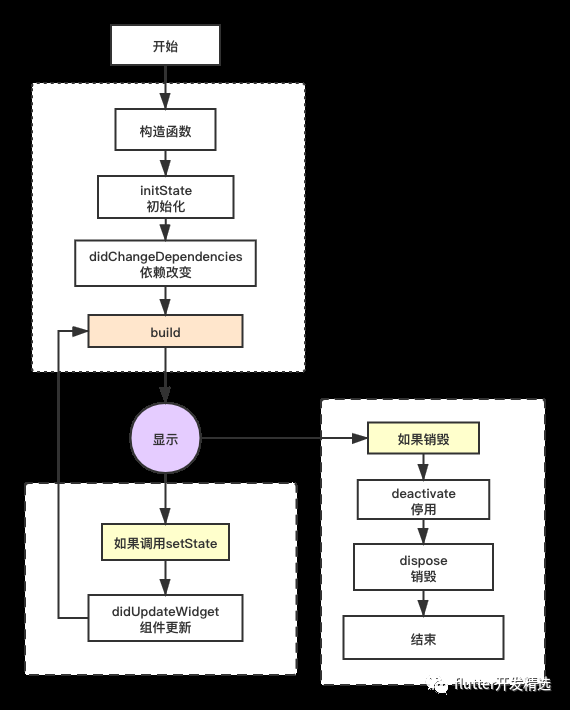 开始
构造函数
initState
初始化
didChangeDependencies
依赖改变
build
显示
如果调用setState
didUpdateWidget
组件更新
如果销毁
deactivate
停用
dispose
销毁
结束
flutter开发精选